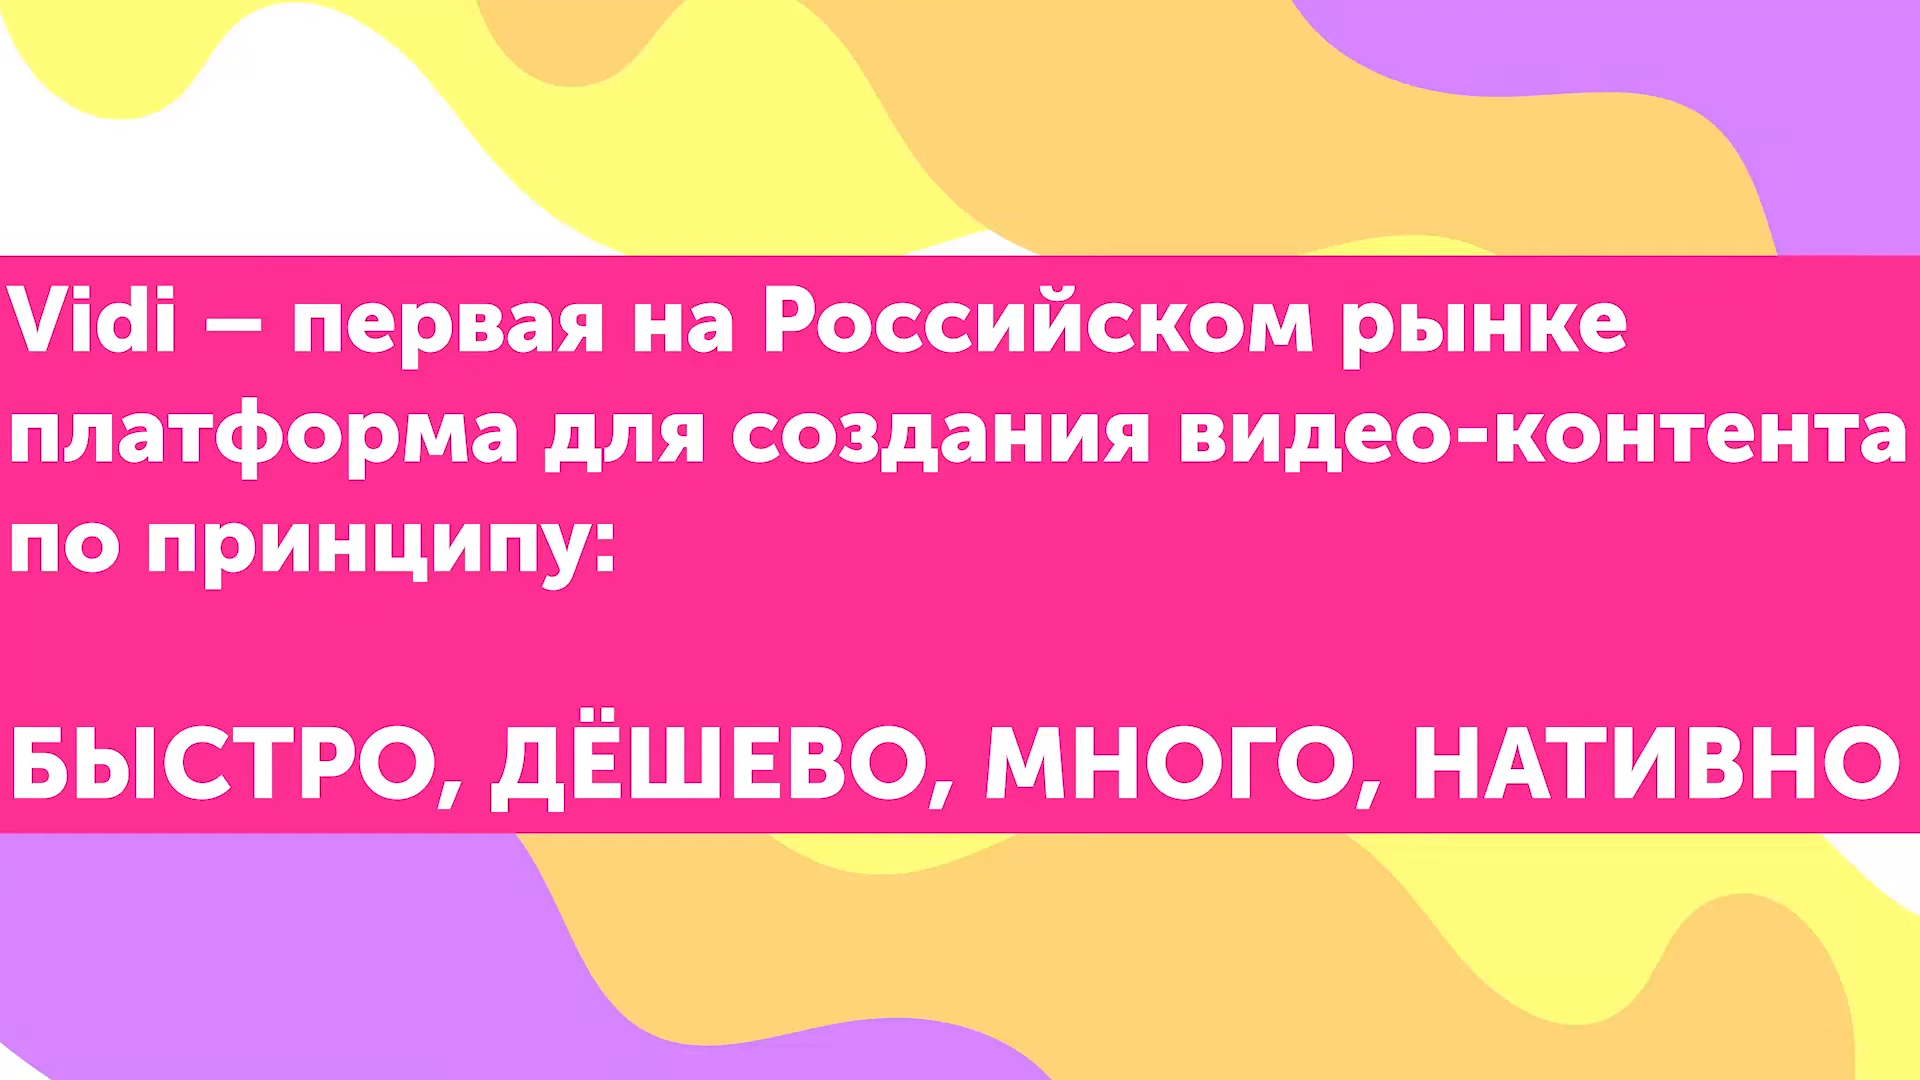 Vidi – первая на Российском рынке
платформа для создания видео-контента
по принципу:
БЫСТРО, ДЁШЕВО, МНОГО, НАТИВНО